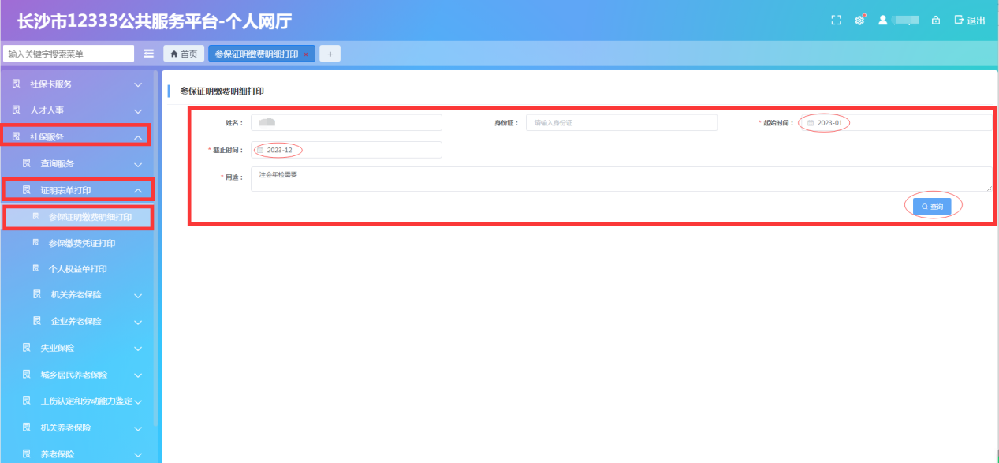 长沙市12333公共服务平台-个人网厅
退出
输入关键字搜索菜单
首页
参保证明缴费明细打印 ×
+
社保卡服务
人才人事
社保服务
查询服务
证明表单打印
参保证明缴费明细打印
参保缴费凭证打印
个人权益单打印
机关养老保险
企业养老保险
失业保险
城乡居民养老保险
工伤认定和劳动能力鉴定
机关养老保险
养老保险
参保证明缴费明细打印
姓名：
身份证： 请输入身份证
* 起始时间： 2023-01
* 截止时间： 2023-12
* 用途： 注会年检需要
查询